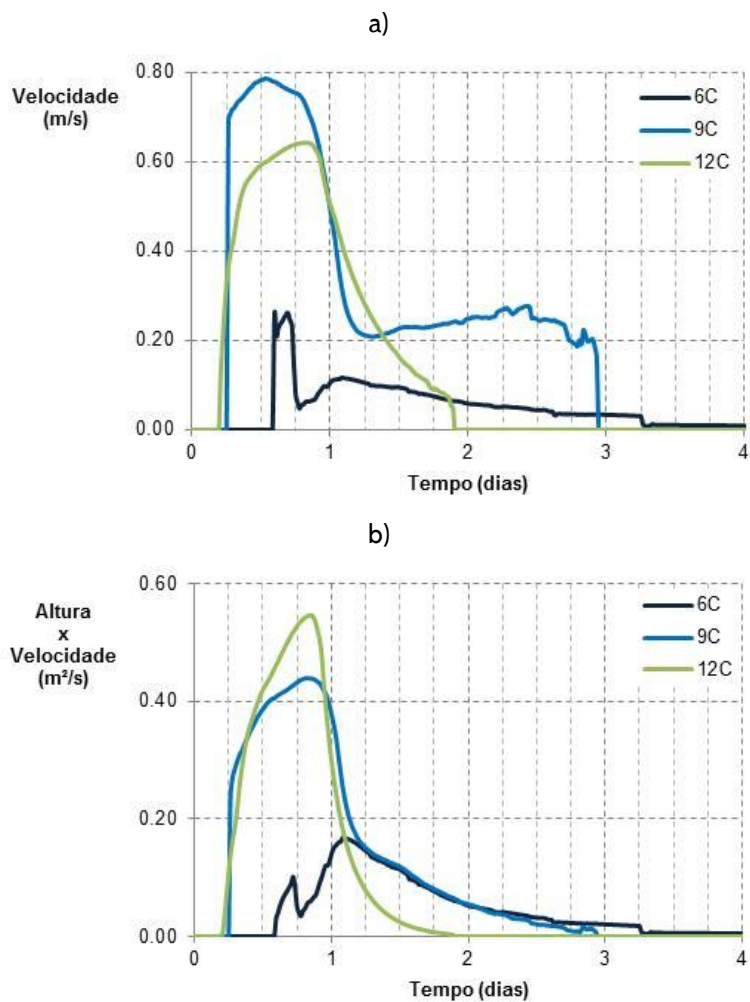 a)
Velocidade
(m/s)
0.80
0.60
0.40
0.20
0.00
6C
9C
12C
0
1
2
3
4
Tempo (dias)
b)
Altura
x
Velocidade
(m²/s)
0.60
0.40
0.20
0.00
6C
9C
12C
0
1
2
3
4
Tempo (dias)